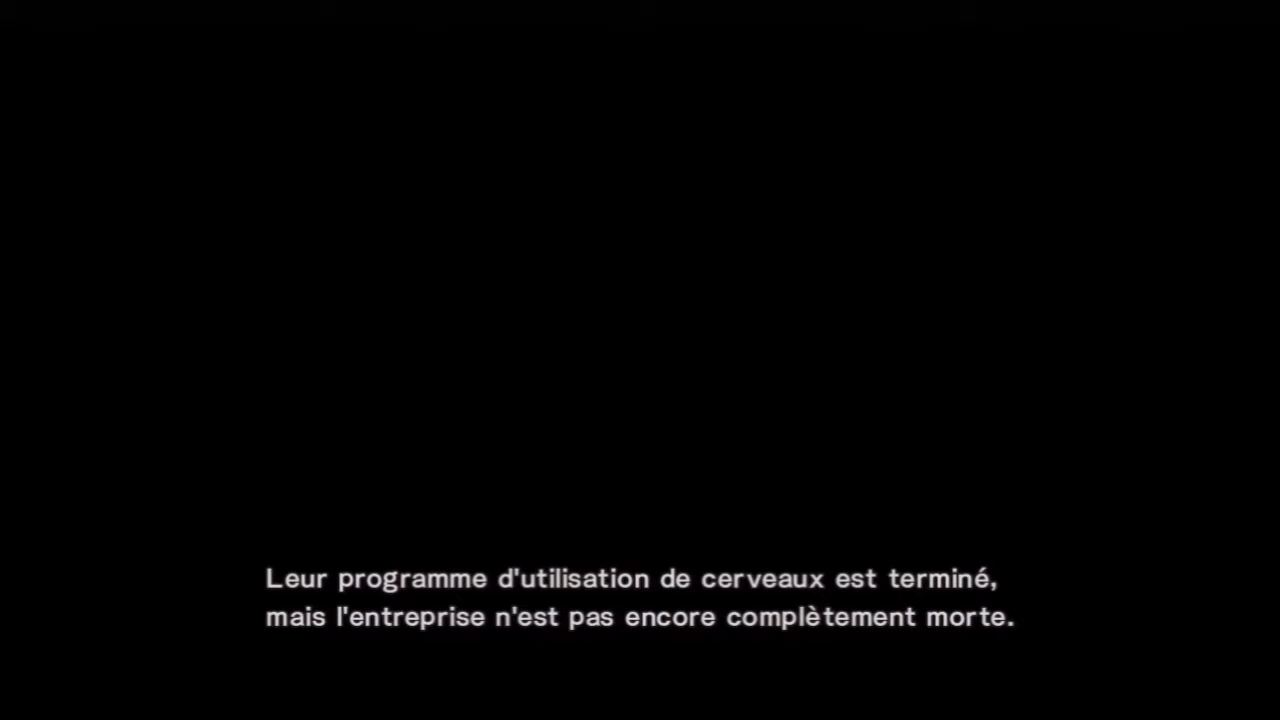 Leur programme d'utilisation de cerveaux est terminé,
mais l'entreprise n'est pas encore complètement morte.